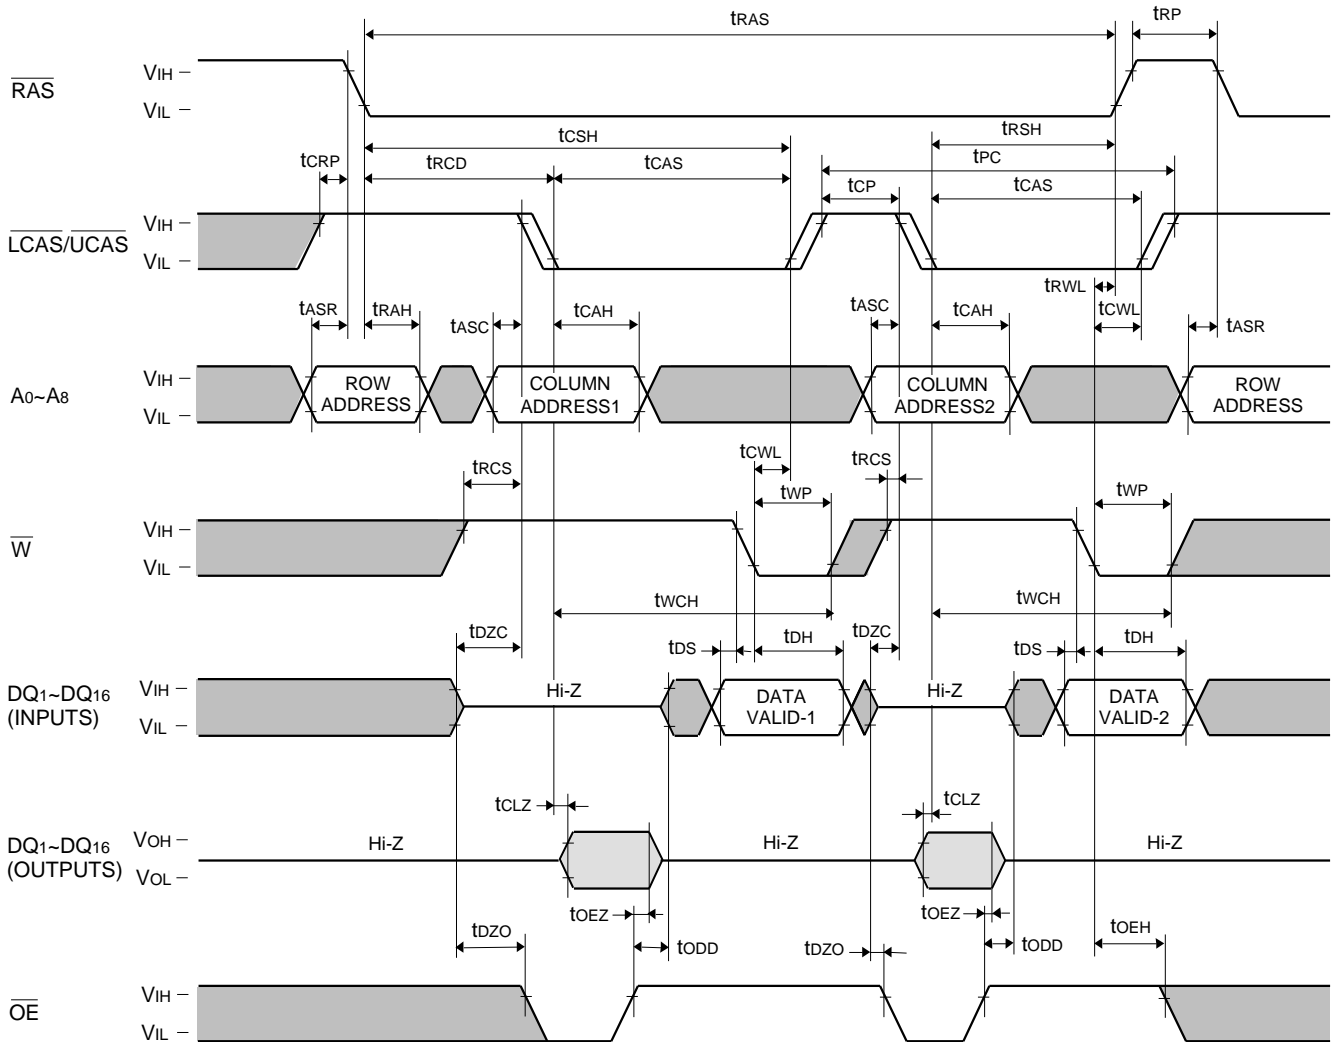 tRAS
tRP
RAS
VIH
VIL
tCSH
tRSH
tCRP
tRCD
tCAS
tPC
tCP
tCAS
LCAS/UCAS
VIH
VIL
tRWL
tASR
tRAH
tASC
tCAH
tASC
tCAH
tCWL
tASR
A0~A8
VIH
VIL
ROW
ADDRESS
COLUMN
ADDRESS1
COLUMN
ADDRESS2
ROW
ADDRESS
tRCS
tCWL
tRCS
tWP
tWP
W
VIH
VIL
tWCH
tWCH
tDZC
tDS
tDH
tDZC
tDS
tDH
DQ1~DQ16
(INPUTS)
VIH
VIL
Hi-Z
DATA
VALID-1
Hi-Z
DATA
VALID-2
tCLZ
tCLZ
DQ1~DQ16
(OUTPUTS)
VOH
VOL
Hi-Z
Hi-Z
Hi-Z
tOEZ
tOEZ
tDZO
tODD
tDZO
tODD
tOEH
OE
VIH
VIL